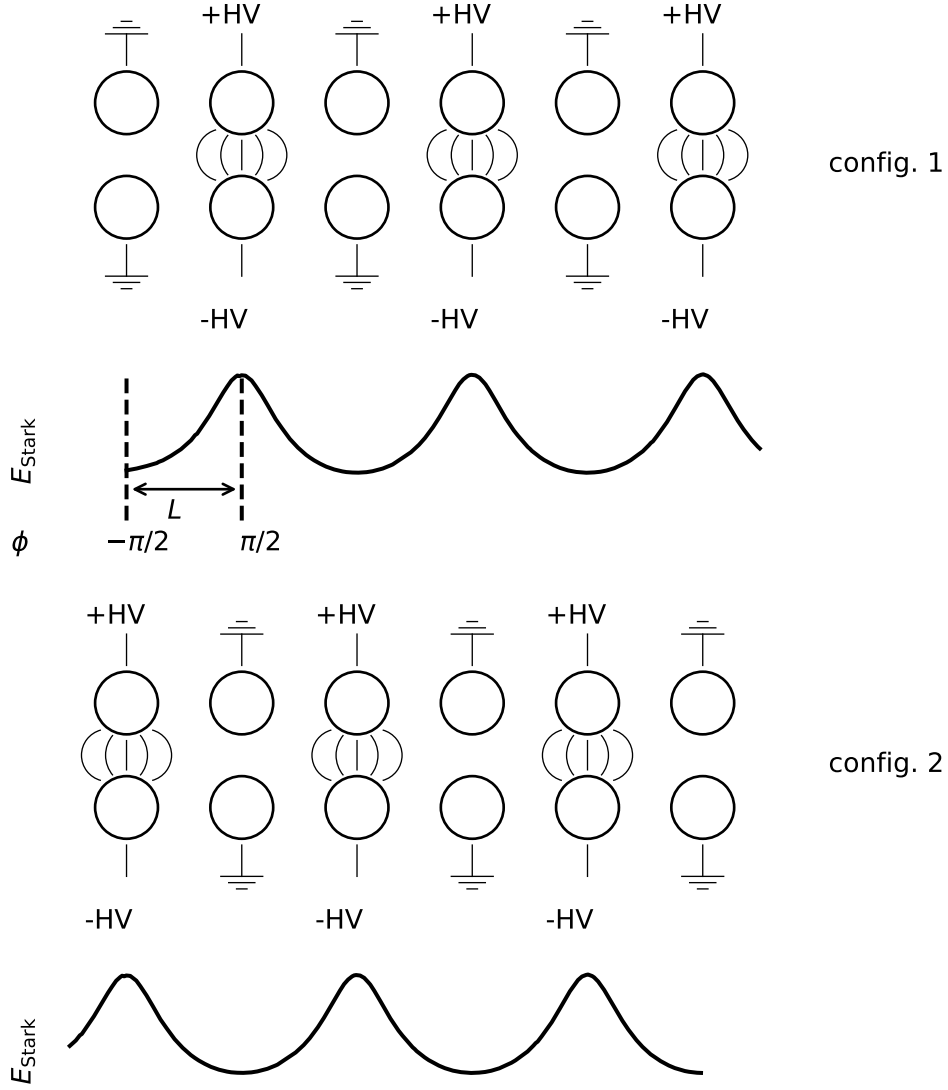 +HV +HV +HV
config. 1
-HV -HV -HV
E_Stark
L
ϕ −π/2 π/2
+HV +HV +HV
config. 2
-HV -HV -HV
E_Stark